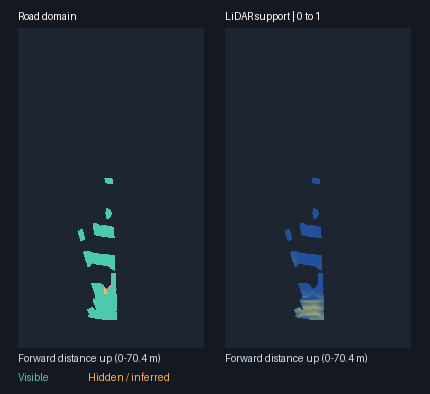 Road domain
LiDAR support | 0 to 1
Forward distance up (0-70.4 m)
Forward distance up (0-70.4 m)
Visible
Hidden / inferred